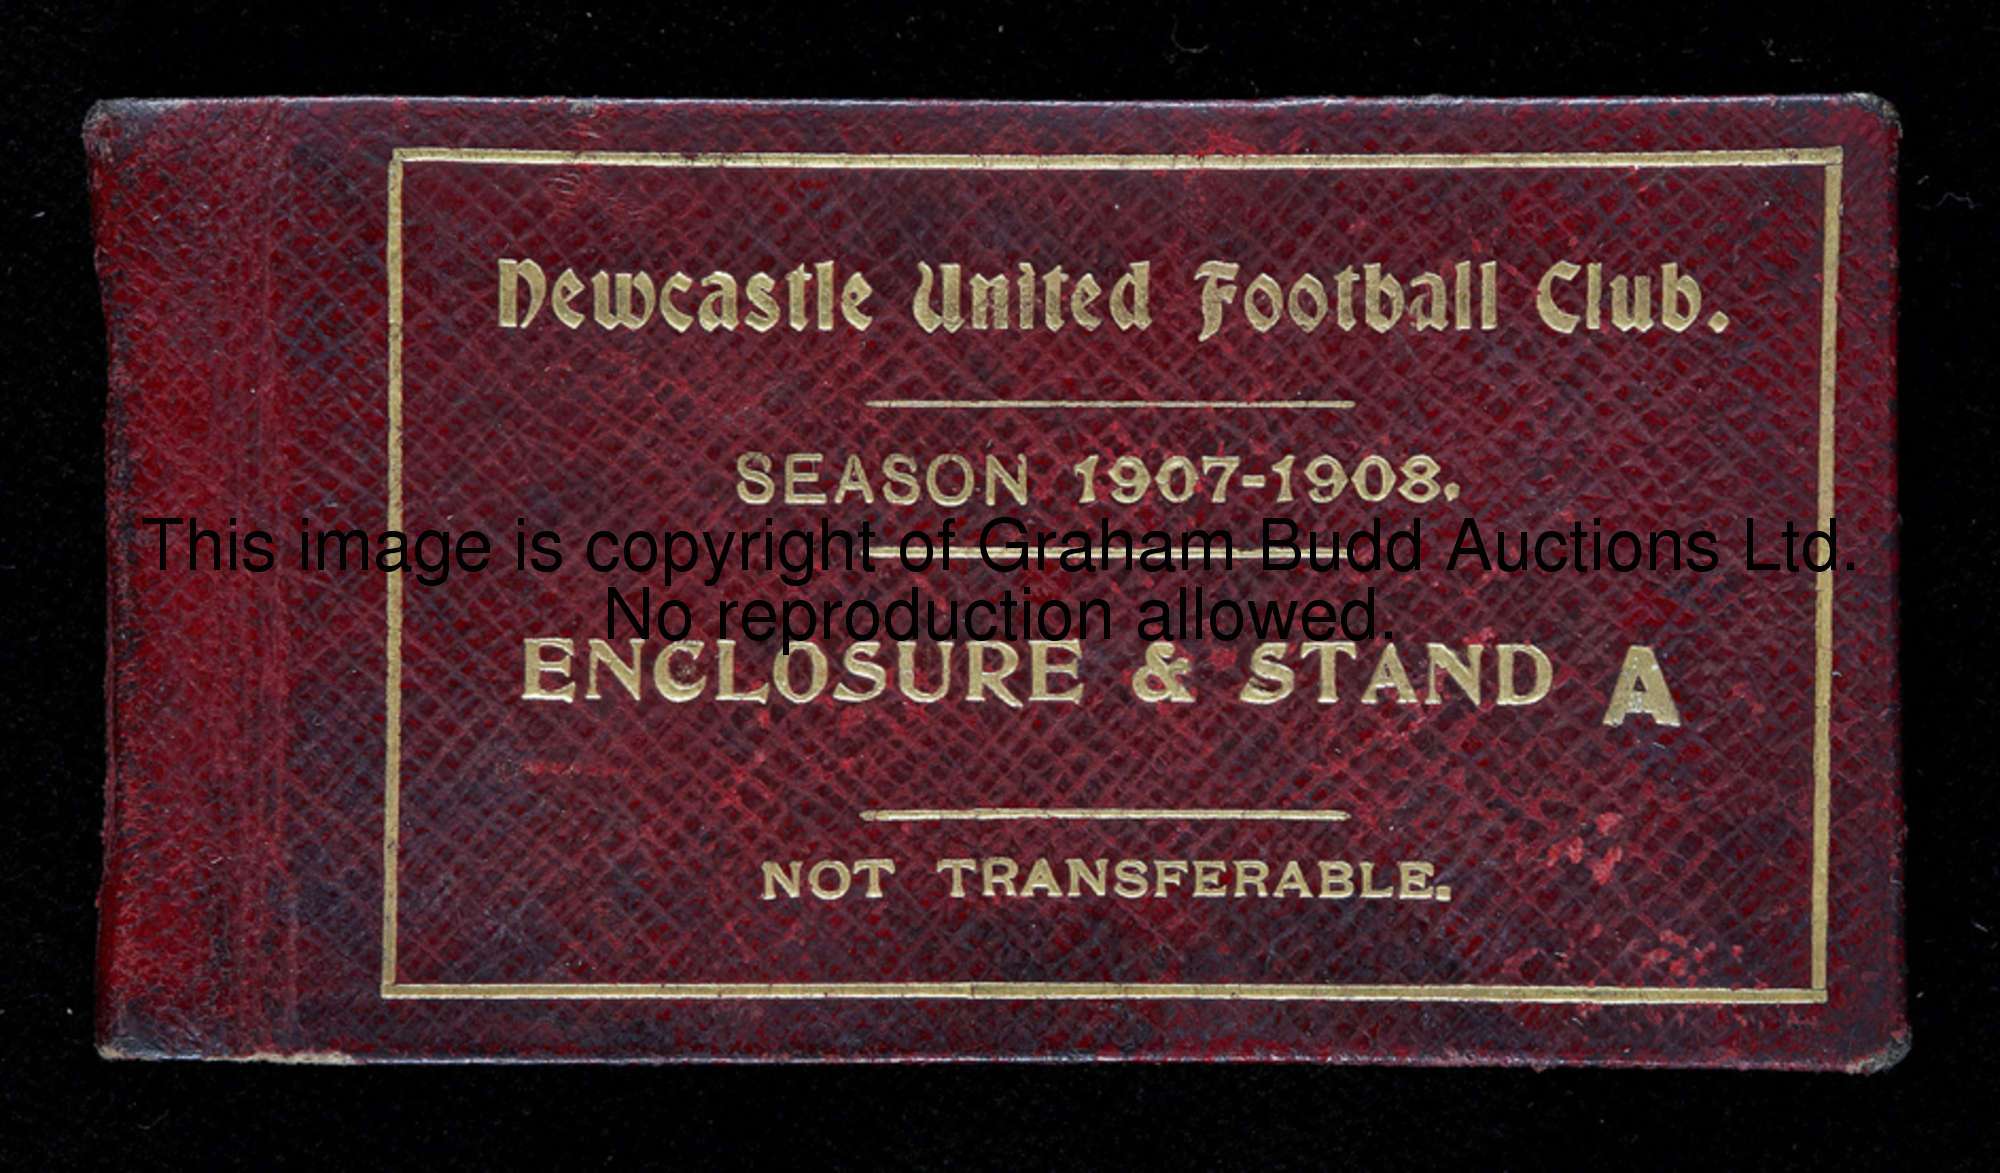 Newcastle United Football Club.
SEASON 1907-1908.
This image is copyright of Graham Budd Auctions Ltd.
No reproduction allowed.
ENCLOSURE & STAND A
NOT TRANSFERABLE.